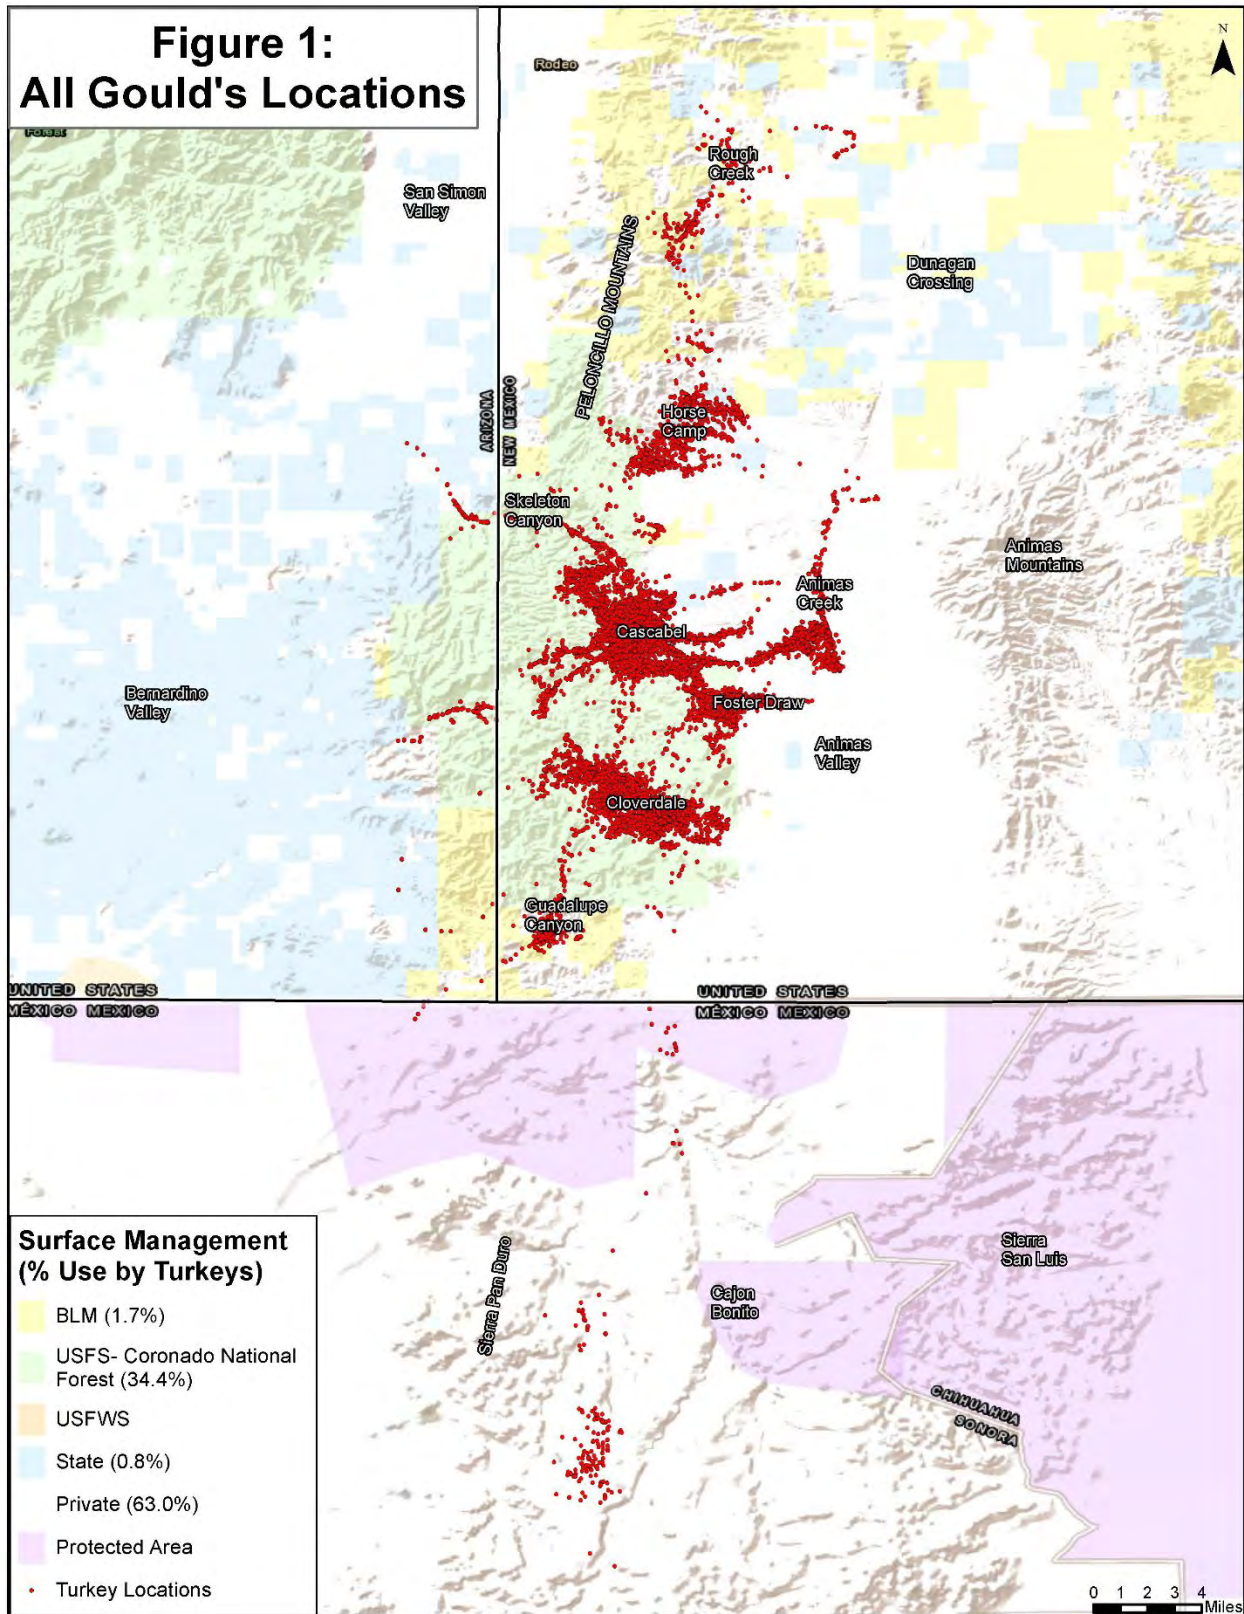 Figure 1:
All Gould's Locations
N
Rodeo
Forest
Rough
Creek
San Simon
Valley
PELONCILLO MOUNTAINS
Dunagan
Crossing
ARIZONA
NEW MEXICO
Horse
Camp
Skeleton
Canyon
Animas
Mountains
Animas
Creek
Cascabel
Bernardino
Valley
Foster Draw
Animas
Valley
Cloverdale
Guadalupe
Canyon
UNITED STATES
MÉXICO MEXICO
UNITED STATES
MÉXICO MEXICO
Sierra Pan Duro
Sierra
San Luis
Cajon
Bonito
CHIHUAHUA
SONORA
Surface Management
(% Use by Turkeys)
BLM (1.7%)
USFS- Coronado National
Forest (34.4%)
USFWS
State (0.8%)
Private (63.0%)
Protected Area
Turkey Locations
0 1 2 3 4
Miles